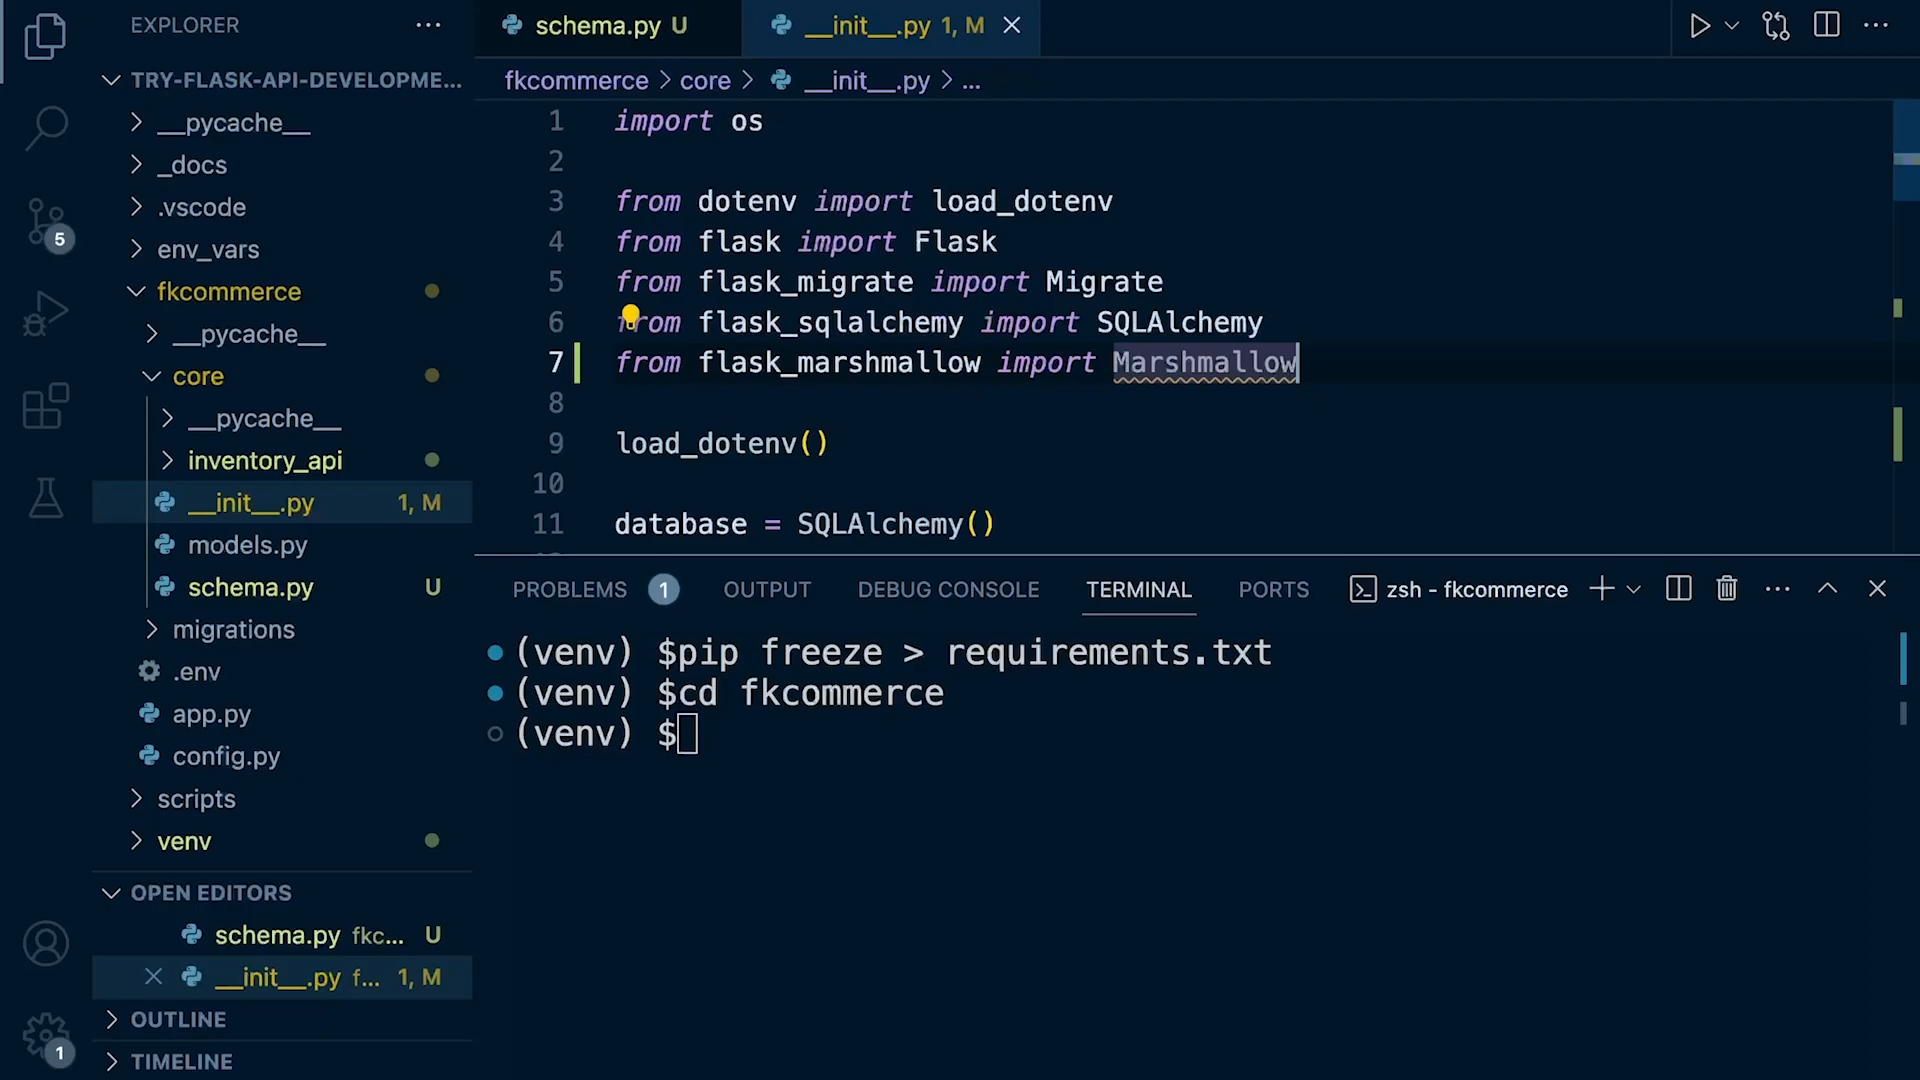 EXPLORER
TRY-FLASK-API-DEVELOPME...
__pycache__
_docs
.vscode
env_vars
fkcommerce
__pycache__
core
__pycache__
inventory_api
__init__.py 1, M
models.py
schema.py U
migrations
.env
app.py
config.py
scripts
venv
OPEN EDITORS
schema.py fkc... U
__init__.py f... 1, M
OUTLINE
TIMELINE
5
1
schema.py U
__init__.py 1, M
fkcommerce > core > __init__.py > ...
1 import os
2
3 from dotenv import load_dotenv
4 from flask import Flask
5 from flask_migrate import Migrate
6 from flask_sqlalchemy import SQLAlchemy
7 from flask_marshmallow import Marshmallow
8
9 load_dotenv()
10
11 database = SQLAlchemy()
PROBLEMS 1 OUTPUT DEBUG CONSOLE TERMINAL PORTS zsh - fkcommerce
(venv) $pip freeze > requirements.txt
(venv) $cd fkcommerce
(venv) $